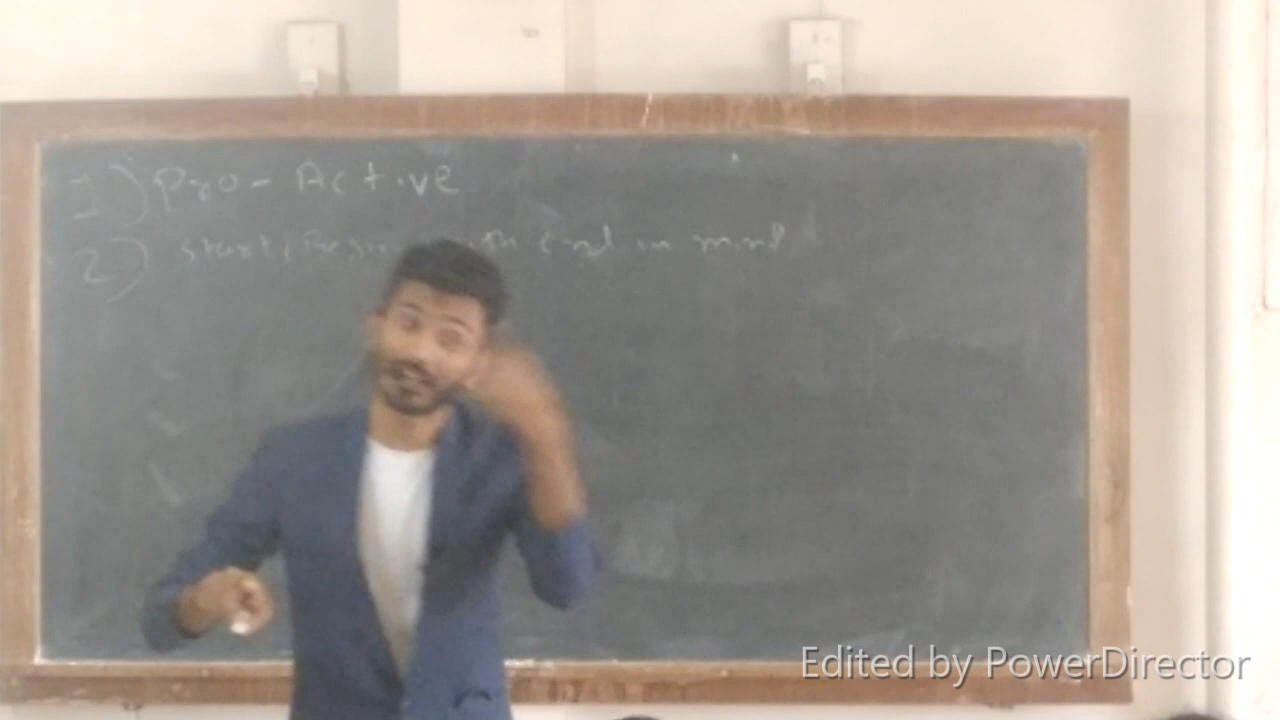 1) Pro-Active
2) Start/Begin with end in mind
Edited by PowerDirector